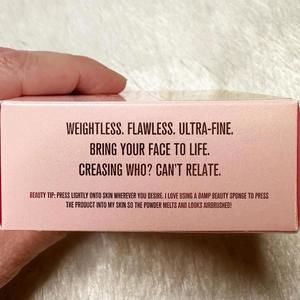 WEIGHTLESS. FLAWLESS. ULTRA-FINE.
BRING YOUR FACE TO LIFE.
CREASING WHO? CAN'T RELATE.
BEAUTY TIP: PRESS LIGHTLY ONTO SKIN WHEREVER YOU DESIRE. I LOVE USING A DAMP BEAUTY SPONGE TO PRESS
THE PRODUCT INTO MY SKIN SO THE POWDER MELTS AND LOOKS AIRBRUSHED!